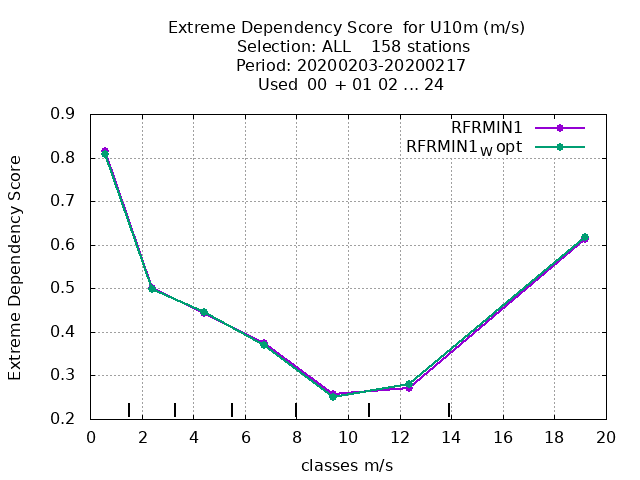 Extreme Dependency Score for U10m (m/s)
Selection: ALL 158 stations
Period: 20200203-20200217
Used 00 + 01 02 ... 24
RFRMIN1
RFRMIN1W opt
Extreme Dependency Score
0.9
0.8
0.7
0.6
0.5
0.4
0.3
0.2
0 2 4 6 8 10 12 14 16 18 20
classes m/s